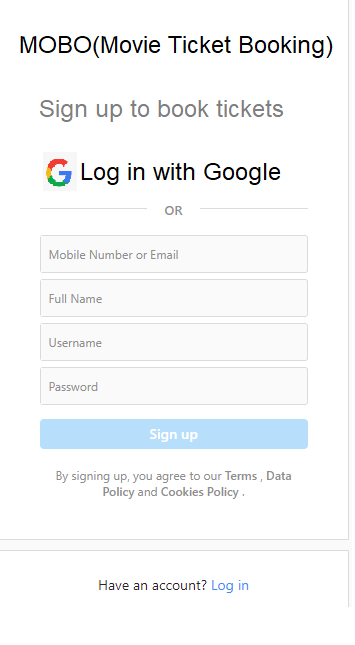 MOBO(Movie Ticket Booking)
Sign up to book tickets
Log in with Google
OR
Mobile Number or Email
Full Name
Username
Password
Sign up
By signing up, you agree to our Terms , Data
Policy and Cookies Policy .
Have an account? Log in